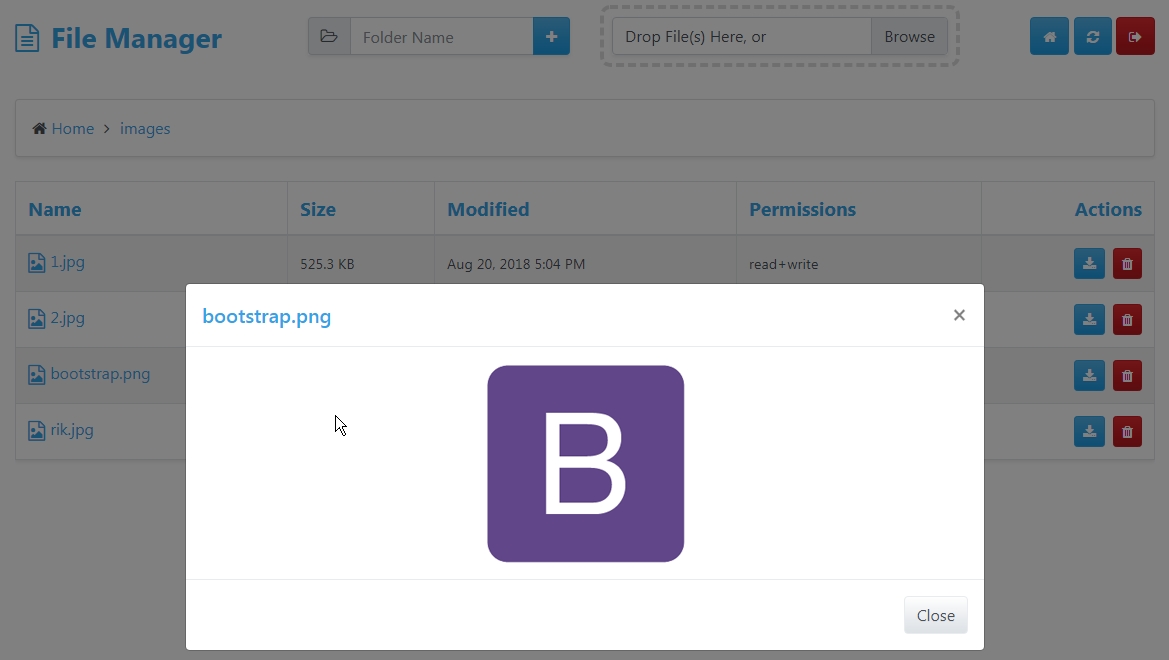 File Manager
Folder Name
Drop File(s) Here, or
Browse
Home > images
Name Size Modified Permissions Actions
1.jpg 525.3 KB Aug 20, 2018 5:04 PM read+write
2.jpg
bootstrap.png
rik.jpg
bootstrap.png ×
B
Close